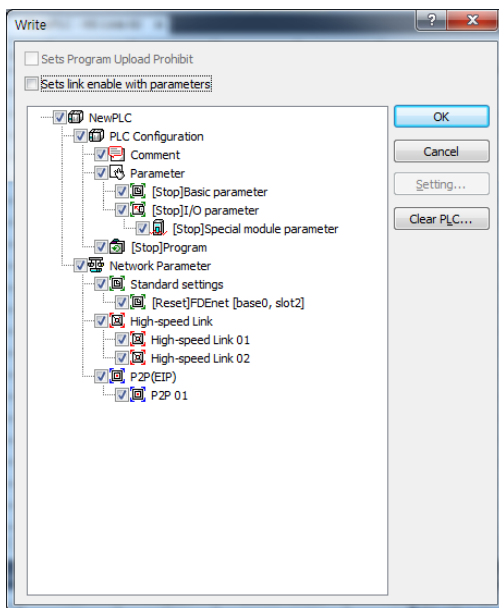 Write
Sets Program Upload Prohibit
Sets link enable with parameters
NewPLC
OK
PLC Configuration
Comment
Cancel
Parameter
[Stop]Basic parameter
Setting...
[Stop]I/O parameter
[Stop]Special module parameter
Clear PLC...
[Stop]Program
Network Parameter
Standard settings
[Reset]FDEnet [base0, slot2]
High-speed Link
High-speed Link 01
High-speed Link 02
P2P(EIP)
P2P 01